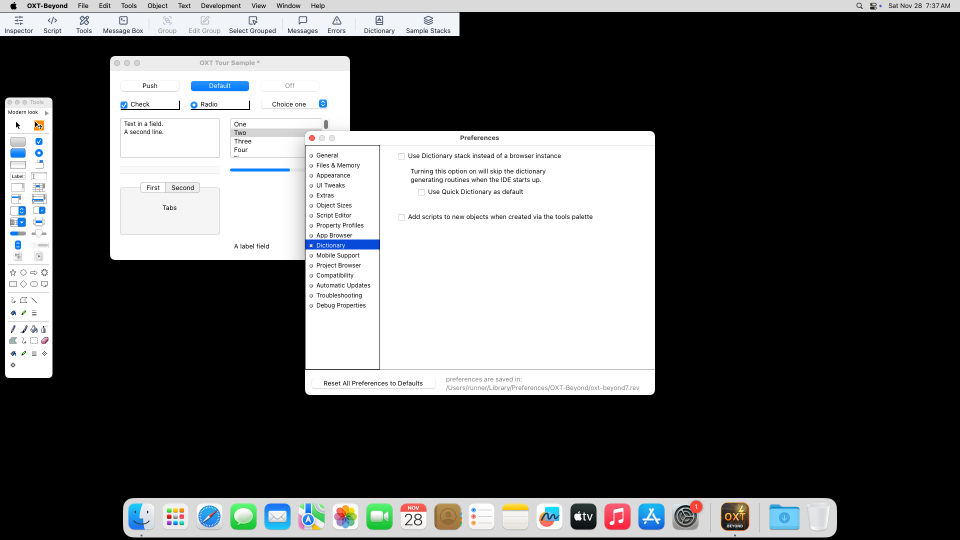 OXT-Beyond File Edit Tools Object Text Development View Window Help Sat Nov 28 7:37 AM
Inspector Script Tools Message Box Group Edit Group Select Grouped Messages Errors Dictionary Sample Stacks
OXT Tour Sample *
Push Default Off
Check Radio Choice one
Text in a field.
A second line.
One
Two
Three
Four
First Second
Tabs
A label field
Tools
Modern look
Label:
Preferences
General
Files & Memory
Appearance
UI Tweaks
Extras
Object Sizes
Script Editor
Property Profiles
App Browser
Dictionary
Mobile Support
Project Browser
Compatibility
Automatic Updates
Troubleshooting
Debug Properties
Use Dictionary stack instead of a browser instance
Turning this option on will skip the dictionary
generating routines when the IDE starts up.
Use Quick Dictionary as default
Add scripts to new objects when created via the tools palette
Reset All Preferences to Defaults
preferences are saved in:
/Users/runner/Library/Preferences/OXT-Beyond/oxt-beyond7.rev
NOV
28
tv
1
OXT
BEYOND